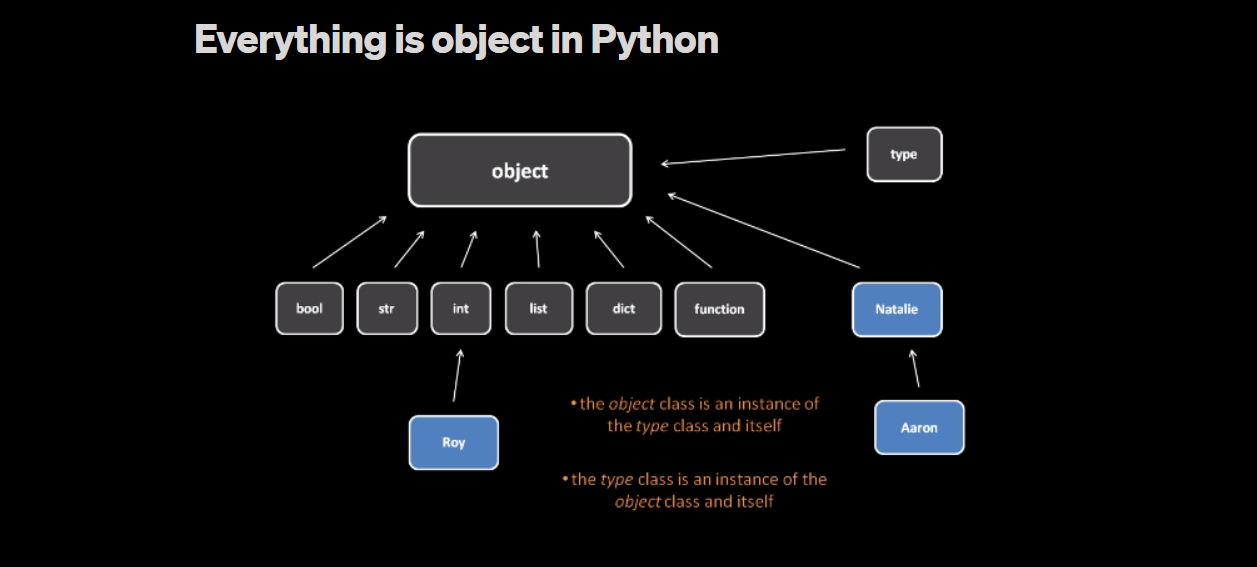 Everything is object in Python
object
type
bool
str
int
list
dict
function
Natalie
•the object class is an instance of
the type class and itself
Roy
Aaron
•the type class is an instance of the
object class and itself